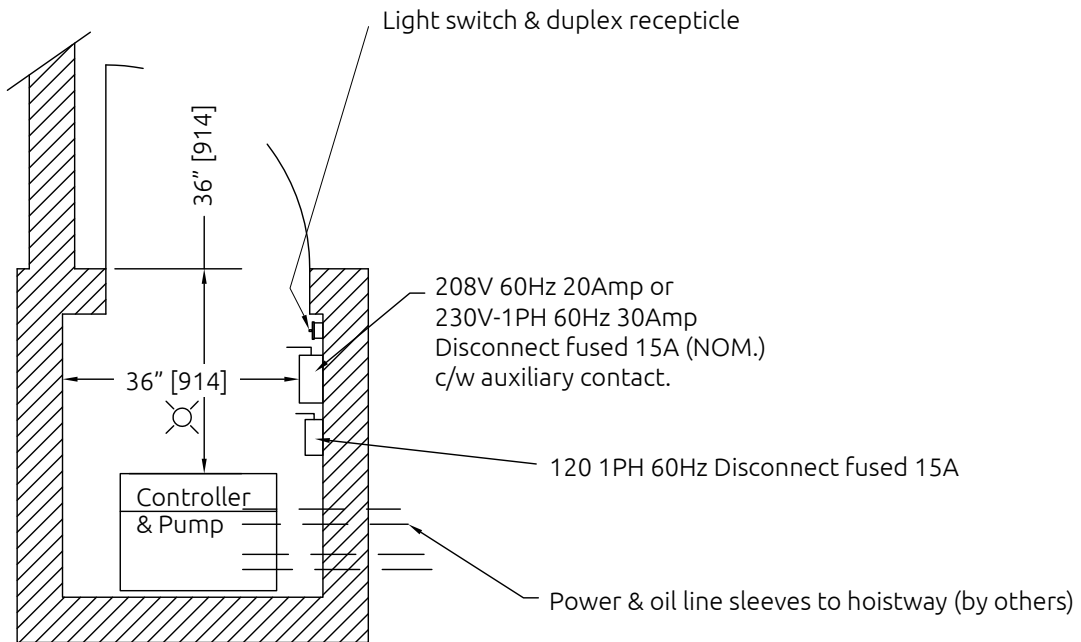 Light switch & duplex recepticle
36” [914]
208V 60Hz 20Amp or
230V-1PH 60Hz 30Amp
Disconnect fused 15A (NOM.)
c/w auxiliary contact.
36” [914]
120 1PH 60Hz Disconnect fused 15A
Controller
& Pump
Power & oil line sleeves to hoistway (by others)